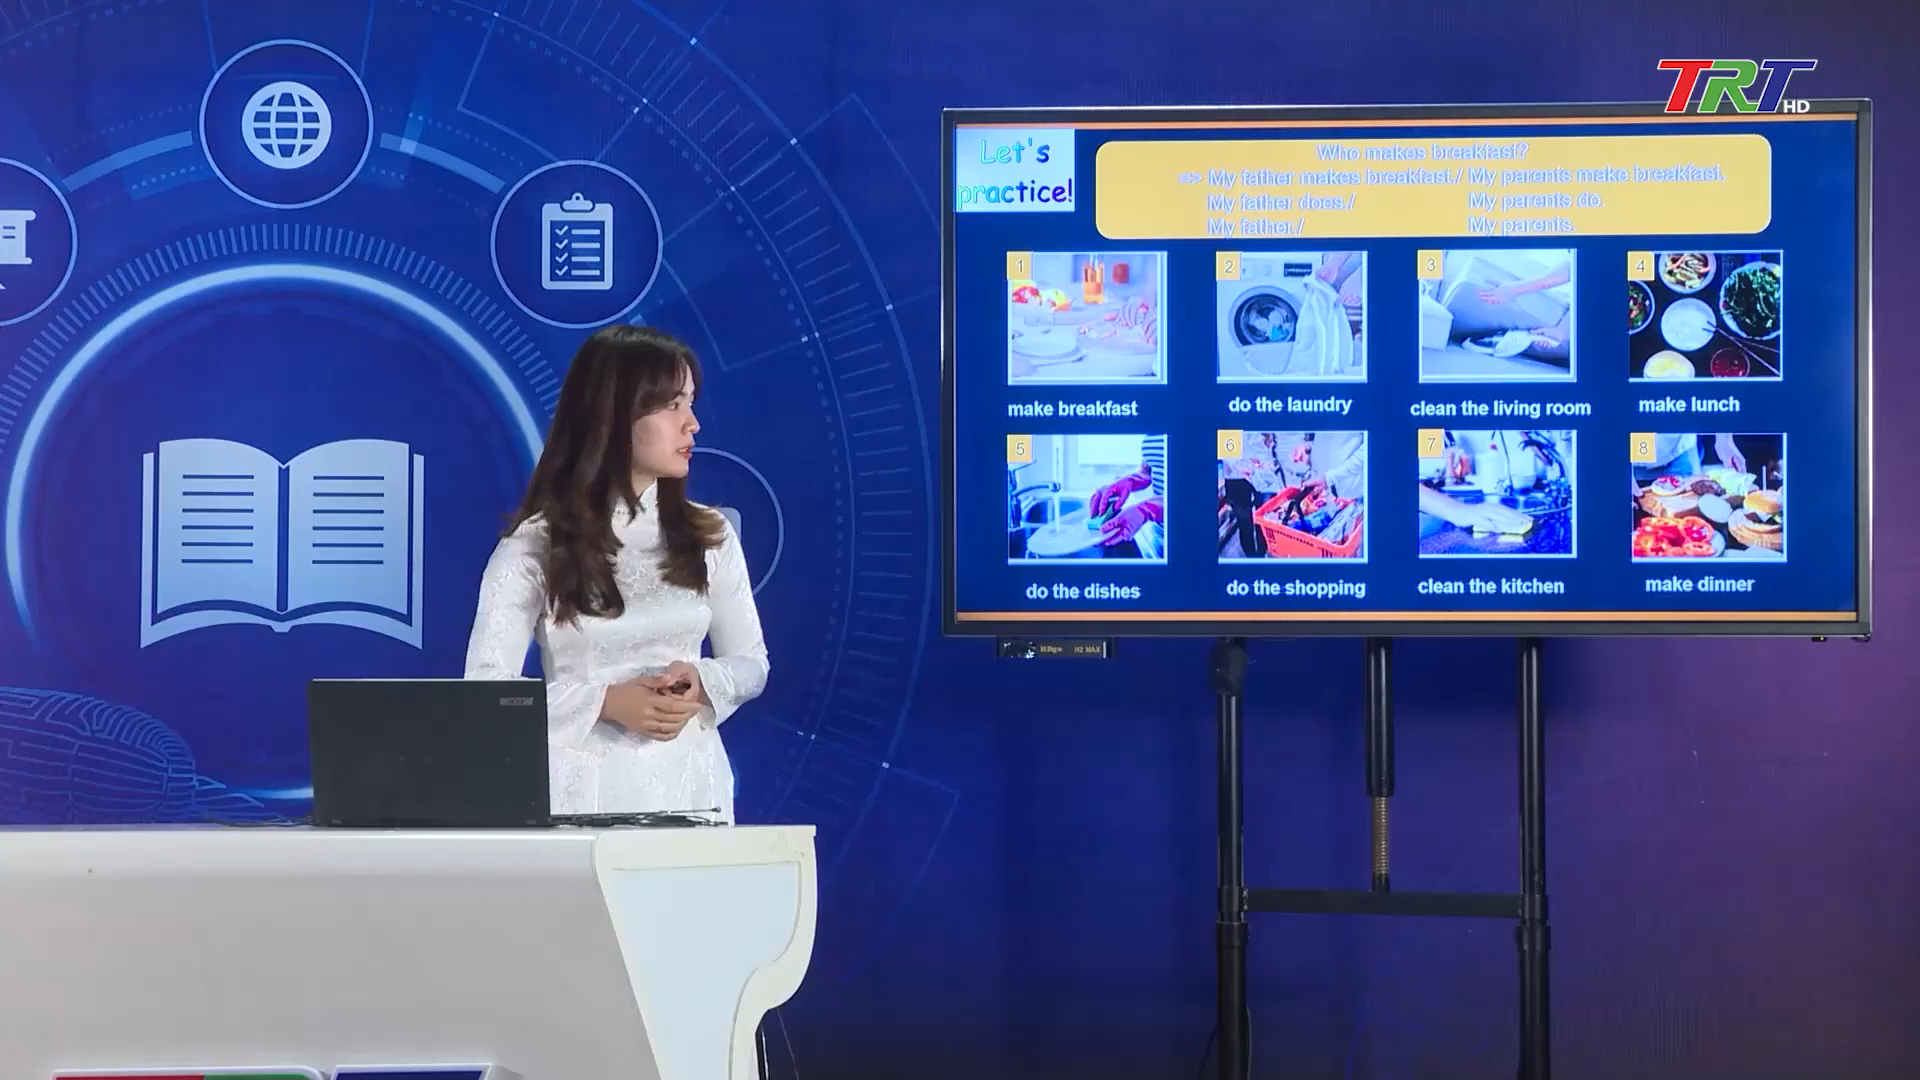 TRT HD
Let's
practice!
Who makes breakfast?
=> My father makes breakfast./ My parents make breakfast.
My father does./ My parents do.
My father./ My parents.
1
2
3
4
make breakfast
do the laundry
clean the living room
make lunch
5
6
7
8
do the dishes
do the shopping
clean the kitchen
make dinner
H2 MAX
acer